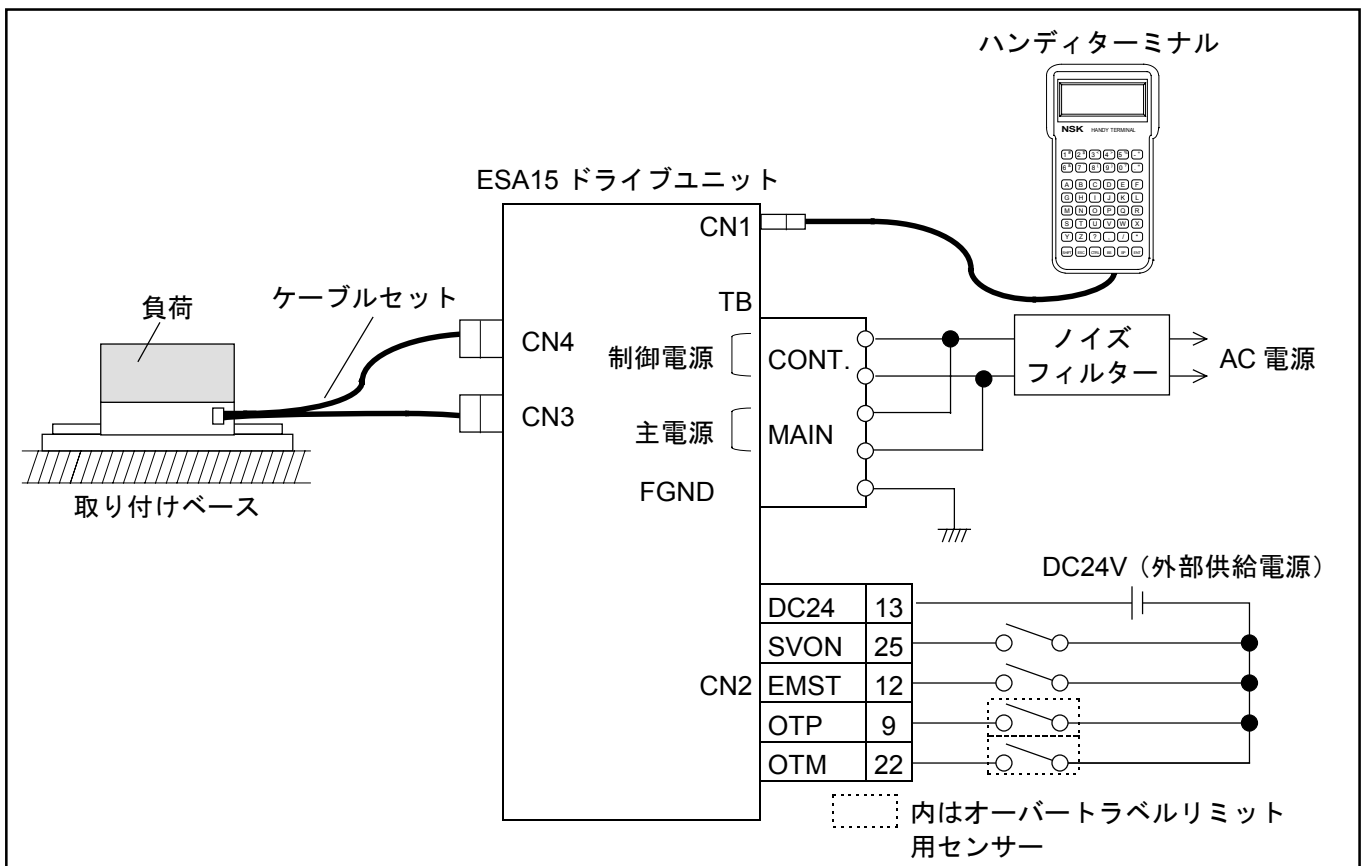 ハンディターミナル
NSK HANDY TERMINAL
A B C D E F
G H I J K L
M N O P Q R
S T U V W X
ESA15 ドライブユニット
CN1
TB
負荷
ケーブルセット
CN4
CN3
制御電源
CONT.
主電源
MAIN
FGND
ノイズ
フィルター
AC 電源
取り付けベース
DC24V（外部供給電源）
CN2
DC24 13
SVON 25
EMST 12
OTP 9
OTM 22
内はオーバートラベルリミット
用センサー